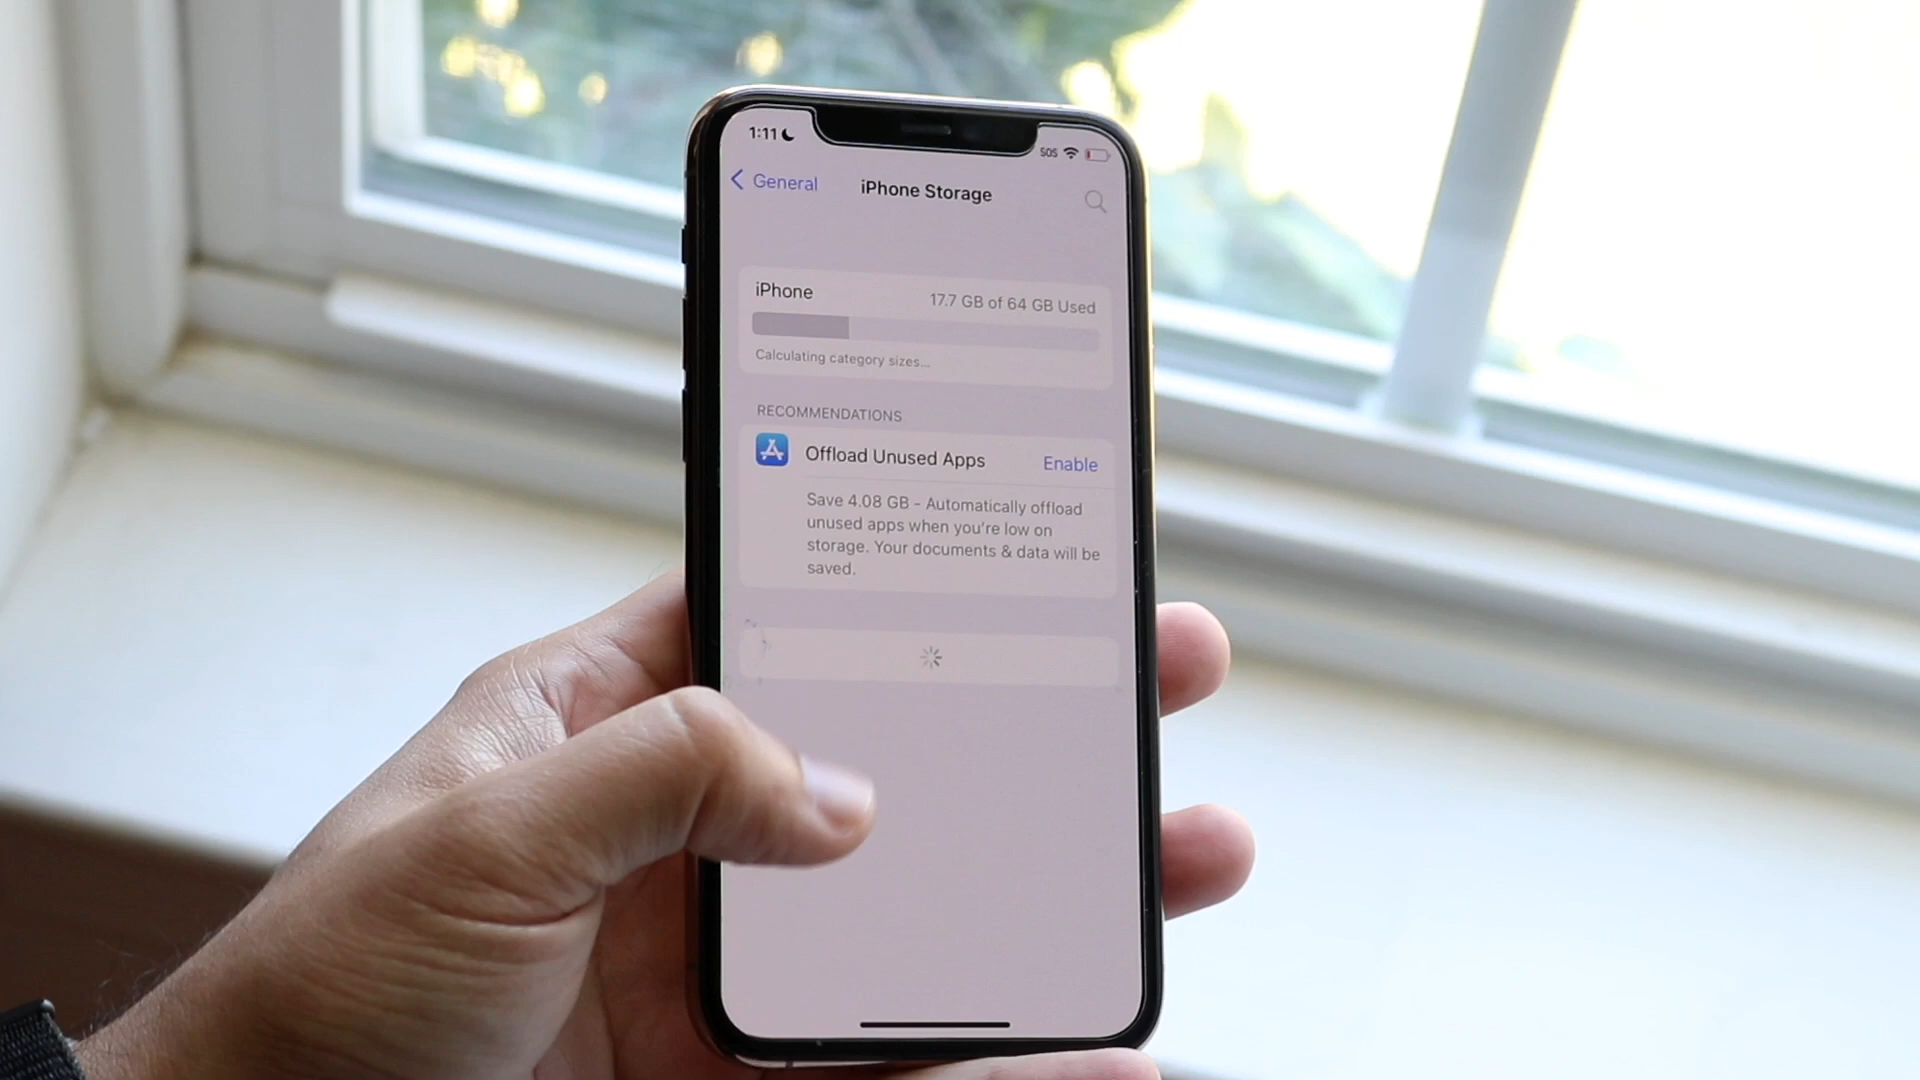 1:11
SOS
General
iPhone Storage
iPhone
17.7 GB of 64 GB Used
Calculating category sizes...
RECOMMENDATIONS
Offload Unused Apps
Enable
Save 4.08 GB - Automatically offload
unused apps when you're low on
storage. Your documents & data will be
saved.